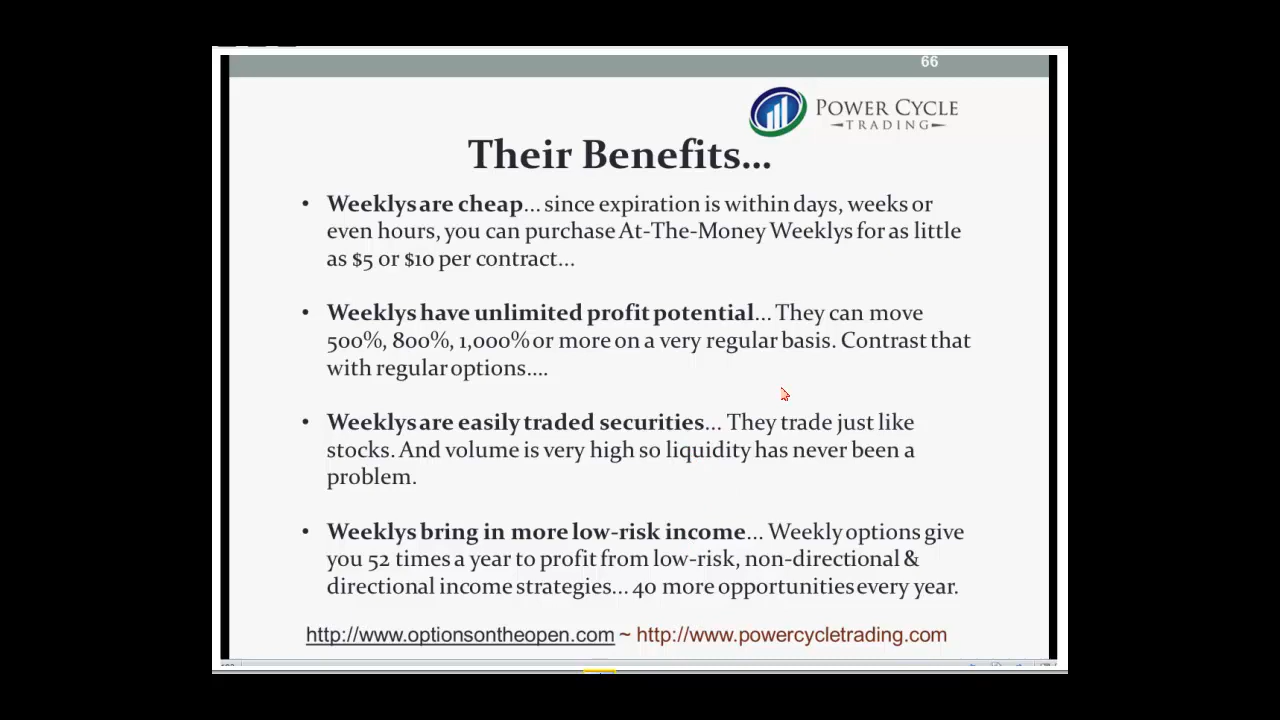 66
POWER CYCLE
TRADING
Their Benefits...
• Weeklys are cheap... since expiration is within days, weeks or
even hours, you can purchase At-The-Money Weeklys for as little
as $5 or $10 per contract...
• Weeklys have unlimited profit potential... They can move
500%, 800%, 1,000% or more on a very regular basis. Contrast that
with regular options....
• Weeklys are easily traded securities... They trade just like
stocks. And volume is very high so liquidity has never been a
problem.
• Weeklys bring in more low-risk income... Weekly options give
you 52 times a year to profit from low-risk, non-directional &
directional income strategies... 40 more opportunities every year.
http://www.optionsontheopen.com ~ http://www.powercycletrading.com